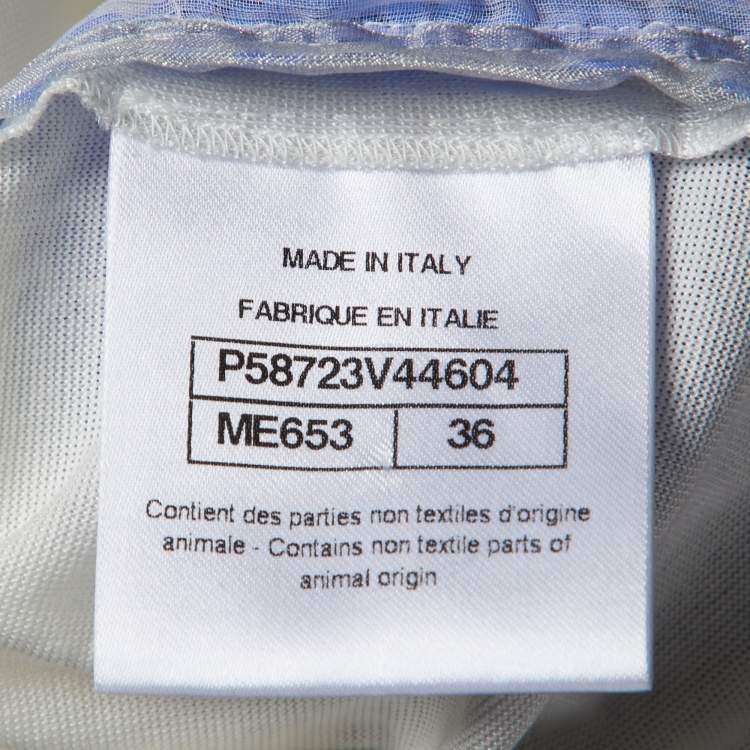 MADE IN ITALY
FABRIQUE EN ITALIE
P58723V44604
ME653 36
Contient des parties non textiles d'origine
animale - Contains non textile parts of
animal origin